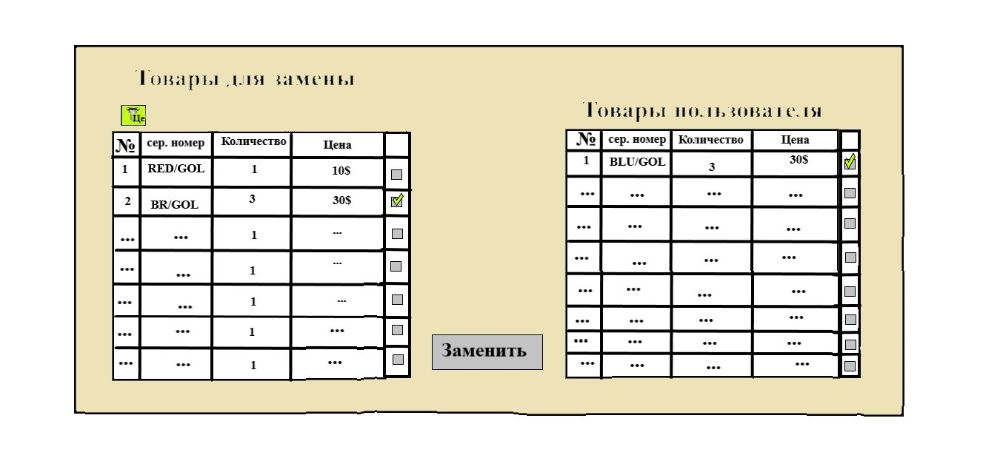 Товары для замены
Це
№ сер. номер Количество Цена
1 RED/GOL 1 10$
2 BR/GOL 3 30$
... ... 1 ...
... ... 1 ...
... ... 1 ...
... ... 1 ...
... ... 1 ...
Заменить
Товары пользователя
№ сер. номер Количество Цена
1 BLU/GOL 3 30$
... ... ... ...
... ... ... ...
... ... ... ...
... ... ... ...
... ... ... ...
... ... ... ...
... ... ... ...